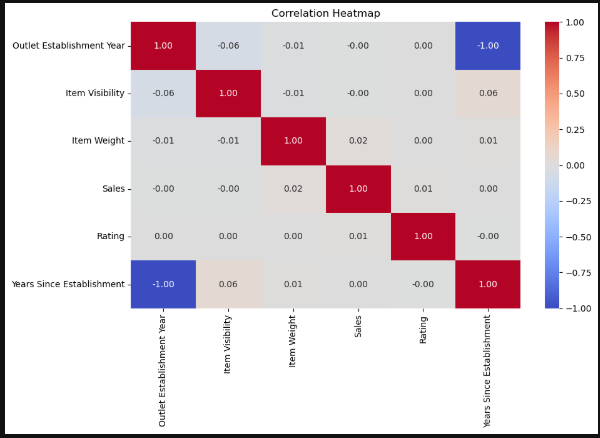 Correlation Heatmap
Outlet Establishment Year 1.00 -0.06 -0.01 -0.00 0.00 -1.00
Item Visibility -0.06 1.00 -0.01 -0.00 0.00 0.06
Item Weight -0.01 -0.01 1.00 0.02 0.00 0.01
Sales -0.00 -0.00 0.02 1.00 0.01 0.00
Rating 0.00 0.00 0.00 0.01 1.00 -0.00
Years Since Establishment -1.00 0.06 0.01 0.00 -0.00 1.00
Outlet Establishment Year
Item Visibility
Item Weight
Sales
Rating
Years Since Establishment
1.00
0.75
0.50
0.25
0.00
−0.25
−0.50
−0.75
−1.00